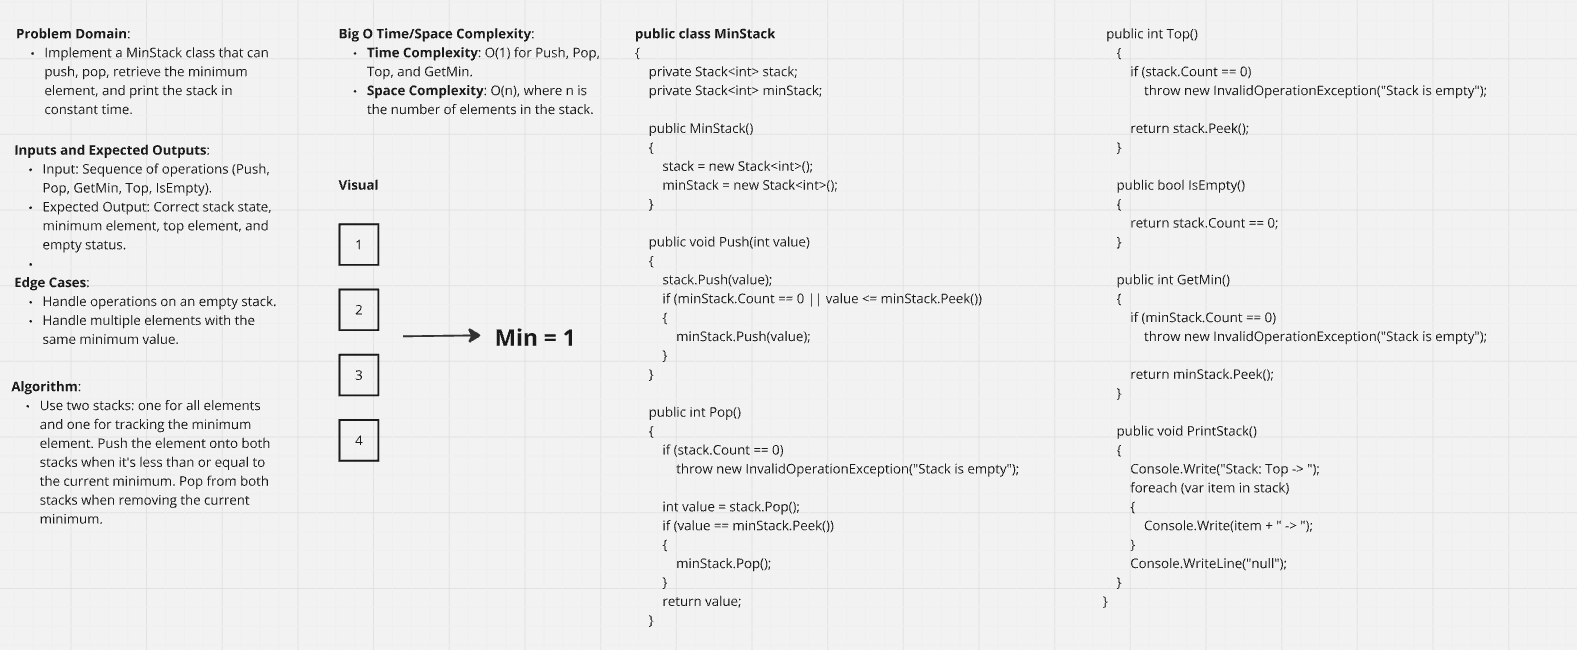 Problem Domain:
• Implement a MinStack class that can
push, pop, retrieve the minimum
element, and print the stack in
constant time.
Inputs and Expected Outputs:
• Input: Sequence of operations (Push,
Pop, GetMin, Top, IsEmpty).
• Expected Output: Correct stack state,
minimum element, top element, and
empty status.
•
Edge Cases:
• Handle operations on an empty stack.
• Handle multiple elements with the
same minimum value.
Algorithm:
• Use two stacks: one for all elements
and one for tracking the minimum
element. Push the element onto both
stacks when it's less than or equal to
the current minimum. Pop from both
stacks when removing the current
minimum.
Big O Time/Space Complexity:
• Time Complexity: O(1) for Push, Pop,
Top, and GetMin.
• Space Complexity: O(n), where n is
the number of elements in the stack.
Visual
1
2
3
4
Min = 1
public class MinStack
{
private Stack<int> stack;
private Stack<int> minStack;
public MinStack()
{
stack = new Stack<int>();
minStack = new Stack<int>();
}
public void Push(int value)
{
stack.Push(value);
if (minStack.Count == 0 || value <= minStack.Peek())
{
minStack.Push(value);
}
}
public int Pop()
{
if (stack.Count == 0)
throw new InvalidOperationException("Stack is empty");
int value = stack.Pop();
if (value == minStack.Peek())
{
minStack.Pop();
}
return value;
}
public int Top()
{
if (stack.Count == 0)
throw new InvalidOperationException("Stack is empty");
return stack.Peek();
}
public bool IsEmpty()
{
return stack.Count == 0;
}
public int GetMin()
{
if (minStack.Count == 0)
throw new InvalidOperationException("Stack is empty");
return minStack.Peek();
}
public void PrintStack()
{
Console.Write("Stack: Top -> ");
foreach (var item in stack)
{
Console.Write(item + " -> ");
}
Console.WriteLine("null");
}
}